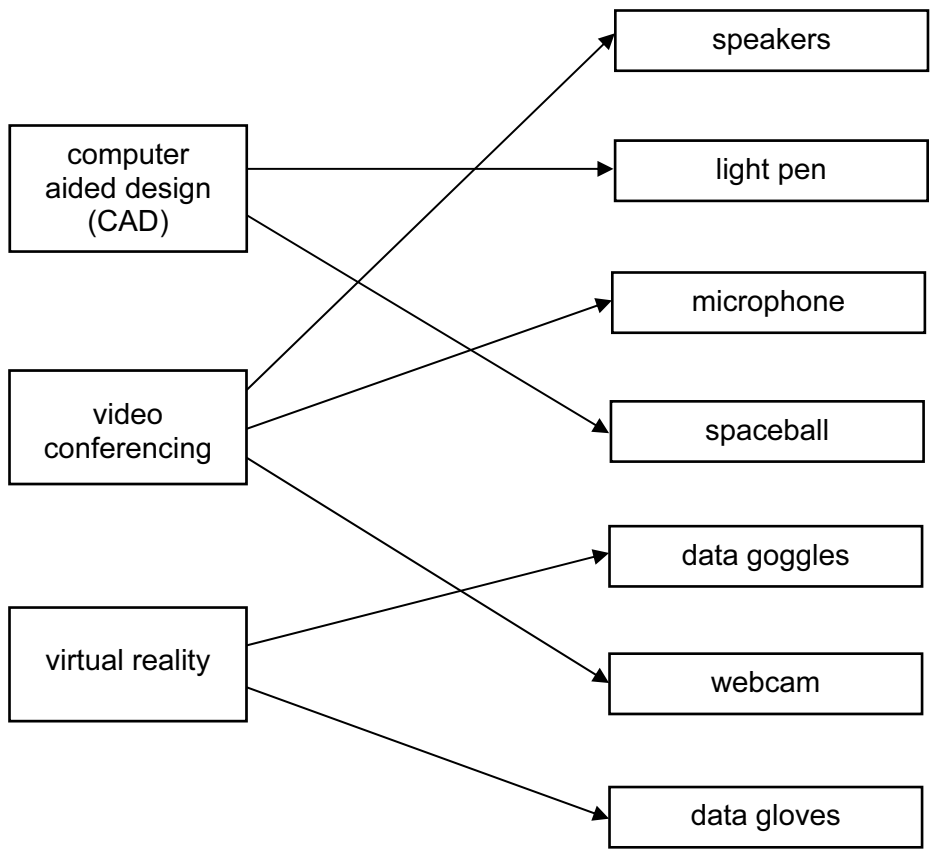 speakers
computer
aided design
(CAD)
light pen
microphone
video
conferencing
spaceball
data goggles
virtual reality
webcam
data gloves